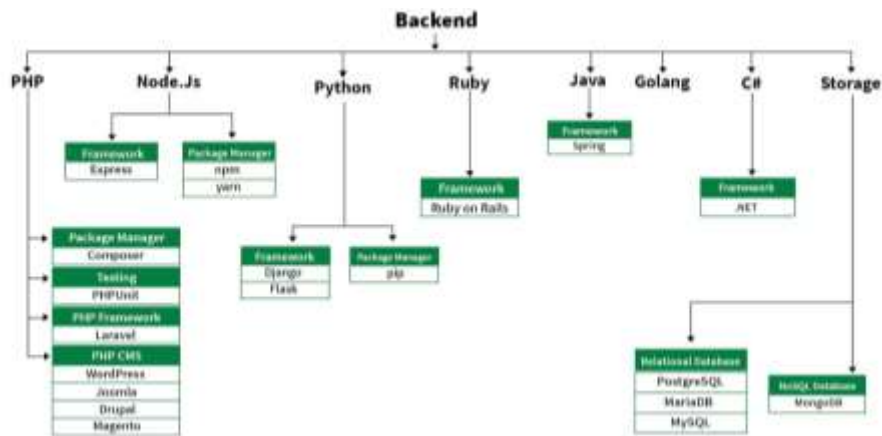 Backend
PHP
Node.Js
Python
Ruby
Java
Golang
C#
Storage
Framework
Express
Package Manager
npm
yarn
Framework
Spring
Framework
Ruby on Rails
Framework
.NET
Package Manager
Composer
Testing
PHPUnit
PHP Framework
Laravel
PHP CMS
WordPress
Joomla
Drupal
Magento
Framework
Django
Flask
Package Manager
pip
Relational Database
PostgreSQL
MariaDB
MySQL
NoSQL Database
MongoDB